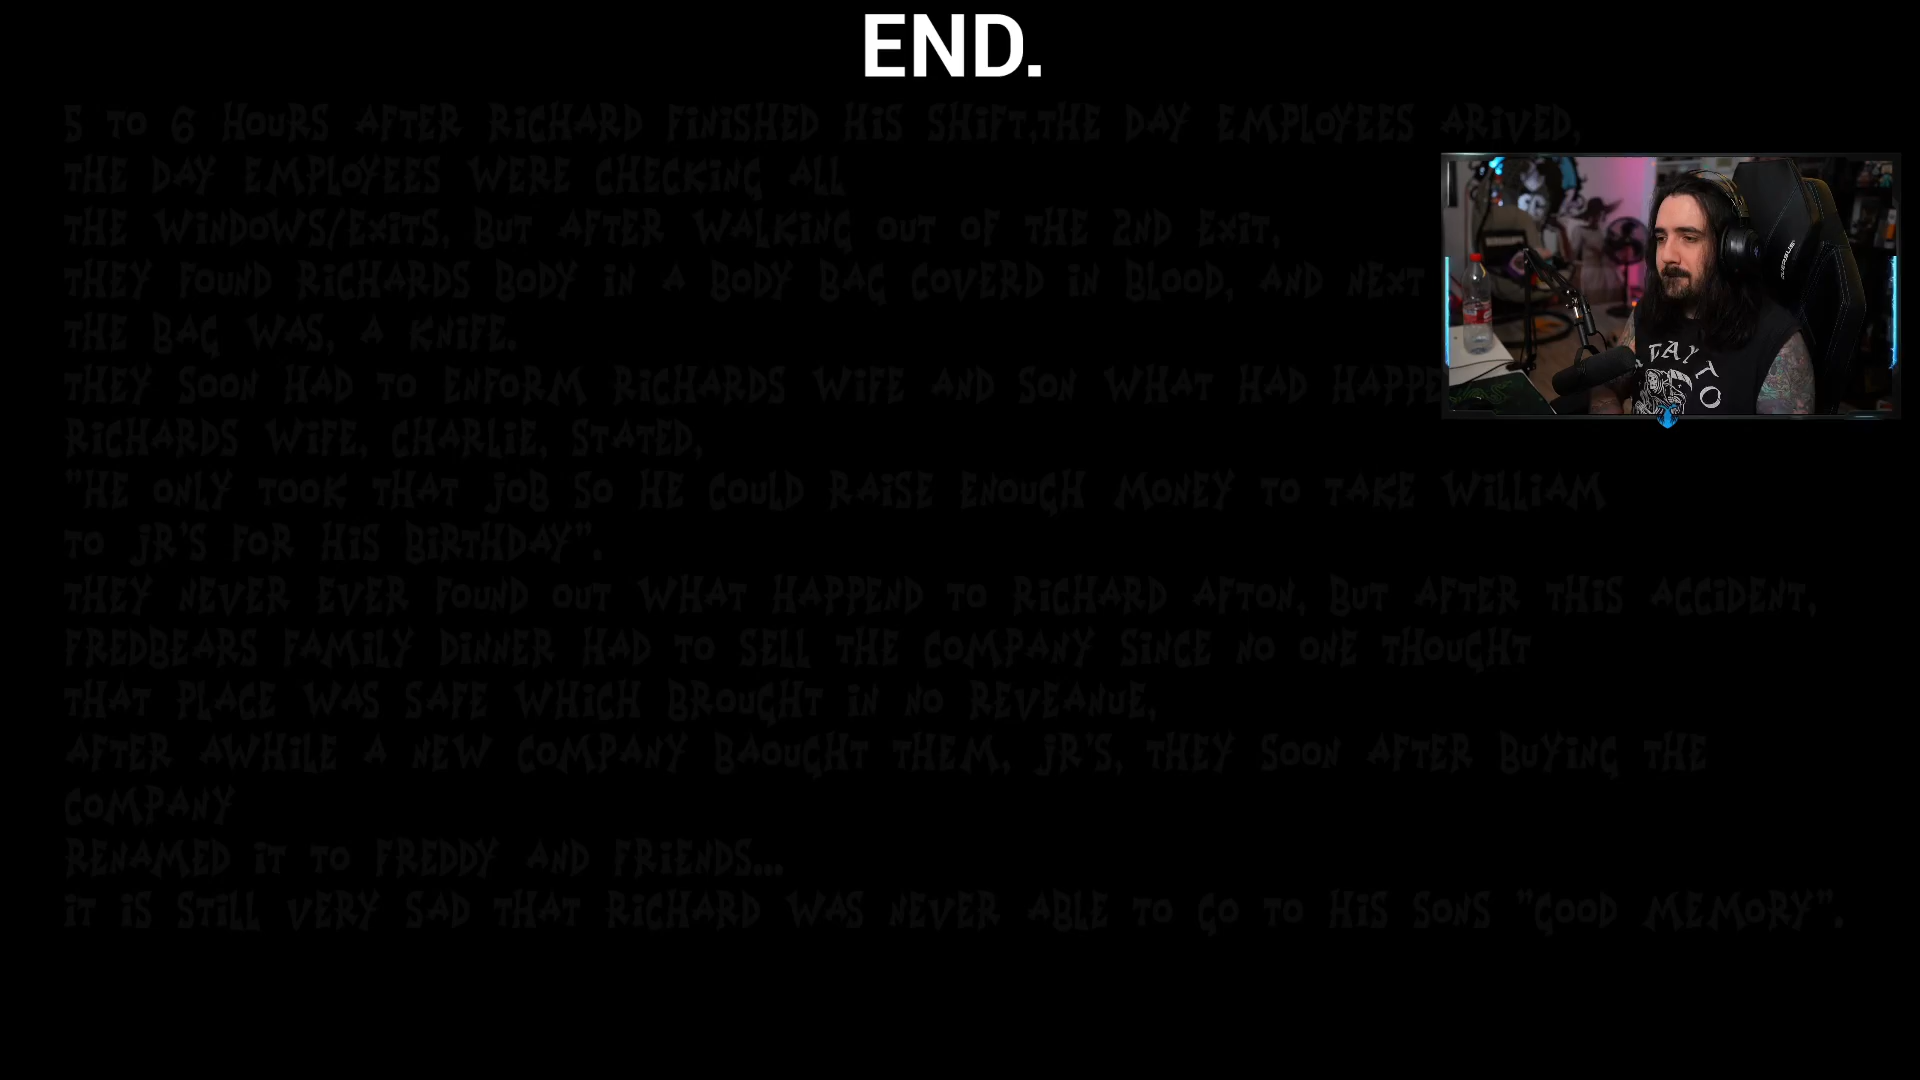 END.
5 TO 6 HOURS AFTER RICHARD FINISHED HIS SHIFT,THE DAY EMPLOYEES ARIVED,
THE DAY EMPLOYEES WERE CHECKING ALL
THE WINDOWS/EXITS, BUT AFTER WALKING OUT OF THE 2ND EXIT,
THEY FOUND RICHARDS BODY IN A BODY BAG COVERD IN BLOOD, AND NEXT
THE BAG WAS, A KNIFE.
THEY SOON HAD TO ENFORM RICHARDS WIFE AND SON WHAT HAD HAPPE
RICHARDS WIFE, CHARLIE, STATED,
"HE ONLY TOOK THAT JOB SO HE COULD RAISE ENOUGH MONEY TO TAKE WILLIAM
TO JR'S FOR HIS BIRTHDAY".
THEY NEVER EVER FOUND OUT WHAT HAPPEND TO RICHARD AFTON, BUT AFTER THIS ACCIDENT,
FREDBEARS FAMILY DINNER HAD TO SELL THE COMPANY SINCE NO ONE THOUGHT
THAT PLACE WAS SAFE WHICH BROUGHT IN NO REVEANUE,
AFTER AWHILE A NEW COMPANY BAOUGHT THEM, JR'S, THEY SOON AFTER BUYING THE
COMPANY
RENAMED IT TO FREDDY AND FRIENDS...
IT IS STILL VERY SAD THAT RICHARD WAS NEVER ABLE TO GO TO HIS SONS "GOOD MEMORY".
TAY TO